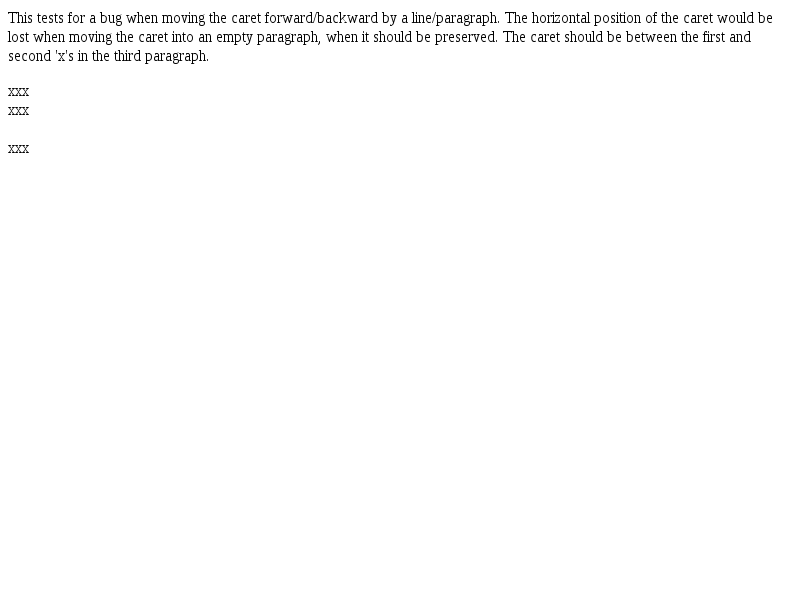 This tests for a bug when moving the caret forward/backward by a line/paragraph. The horizontal position of the caret would be
lost when moving the caret into an empty paragraph, when it should be preserved. The caret should be between the first and
second 'x's in the third paragraph.
xxx
xxx
xxx